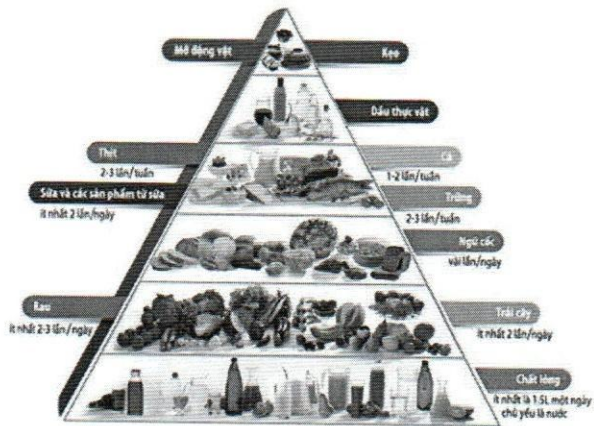 Mỡ động vật
Kẹo
Dầu thực vật
Thịt
2-3 lần/tuần
Cá
1-2 lần/tuần
Sữa và các sản phẩm từ sữa
ít nhất 2 lần/ngày
Trứng
2-3 lần/tuần
Ngũ cốc
vài lần/ngày
Rau
ít nhất 2-3 lần/ngày
Trái cây
ít nhất 2 lần/ngày
Chất lỏng
ít nhất là 1.5L một ngày
chủ yếu là nước